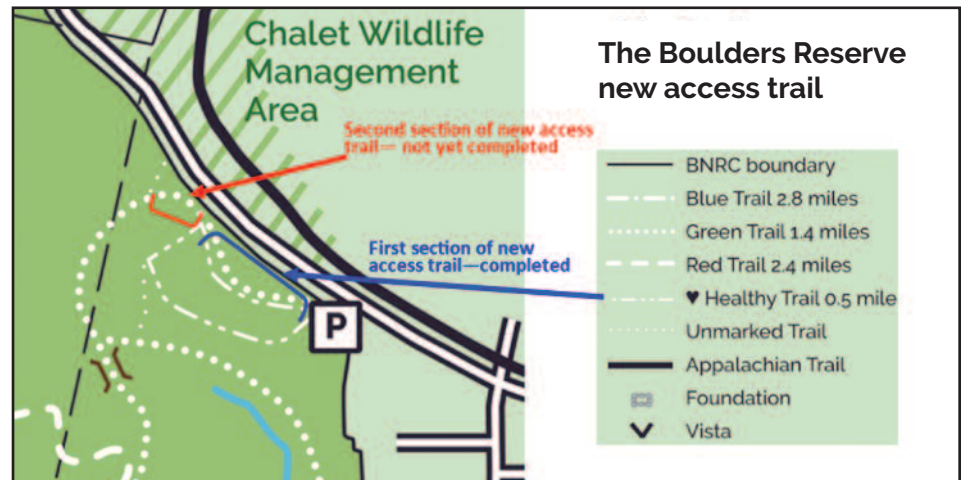 Chalet Wildlife
Management
Area
Second section of new access
trail— not yet completed
First section of new
access trail—completed
P
The Boulders Reserve
new access trail
BNRC boundary
Blue Trail 2.8 miles
Green Trail 1.4 miles
Red Trail 2.4 miles
♥ Healthy Trail 0.5 mile
Unmarked Trail
Appalachian Trail
Foundation
Vista